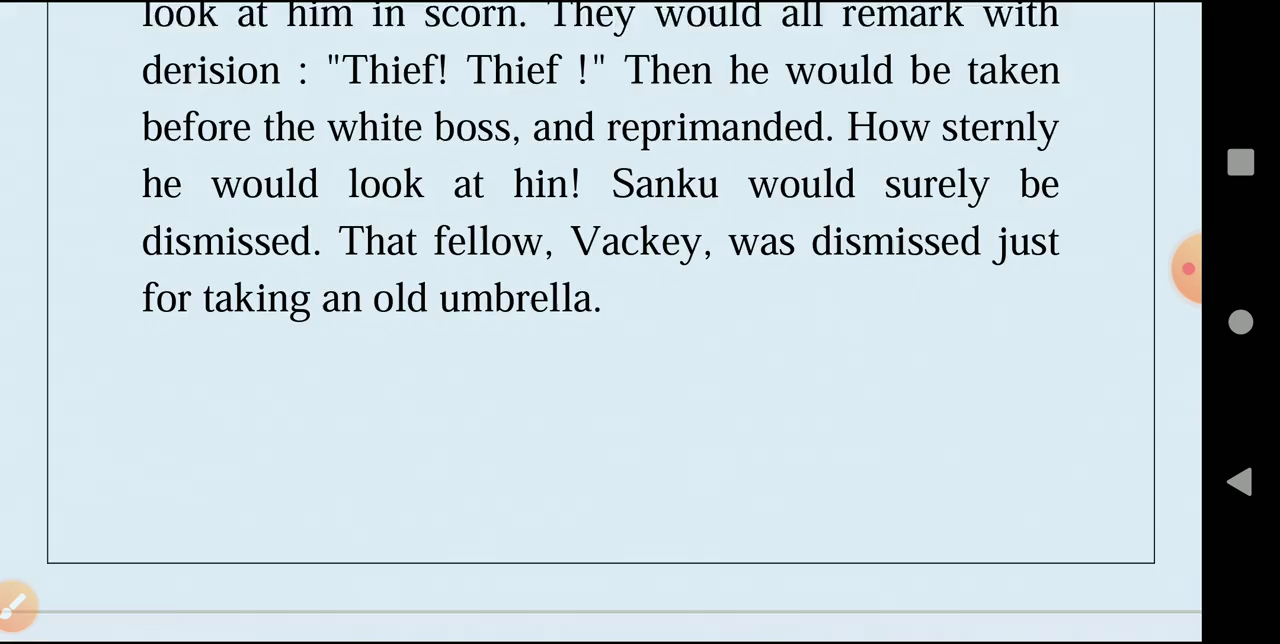 look at him in scorn. They would all remark with
derision : "Thief! Thief !" Then he would be taken
before the white boss, and reprimanded. How sternly
he would look at hin! Sanku would surely be
dismissed. That fellow, Vackey, was dismissed just
for taking an old umbrella.